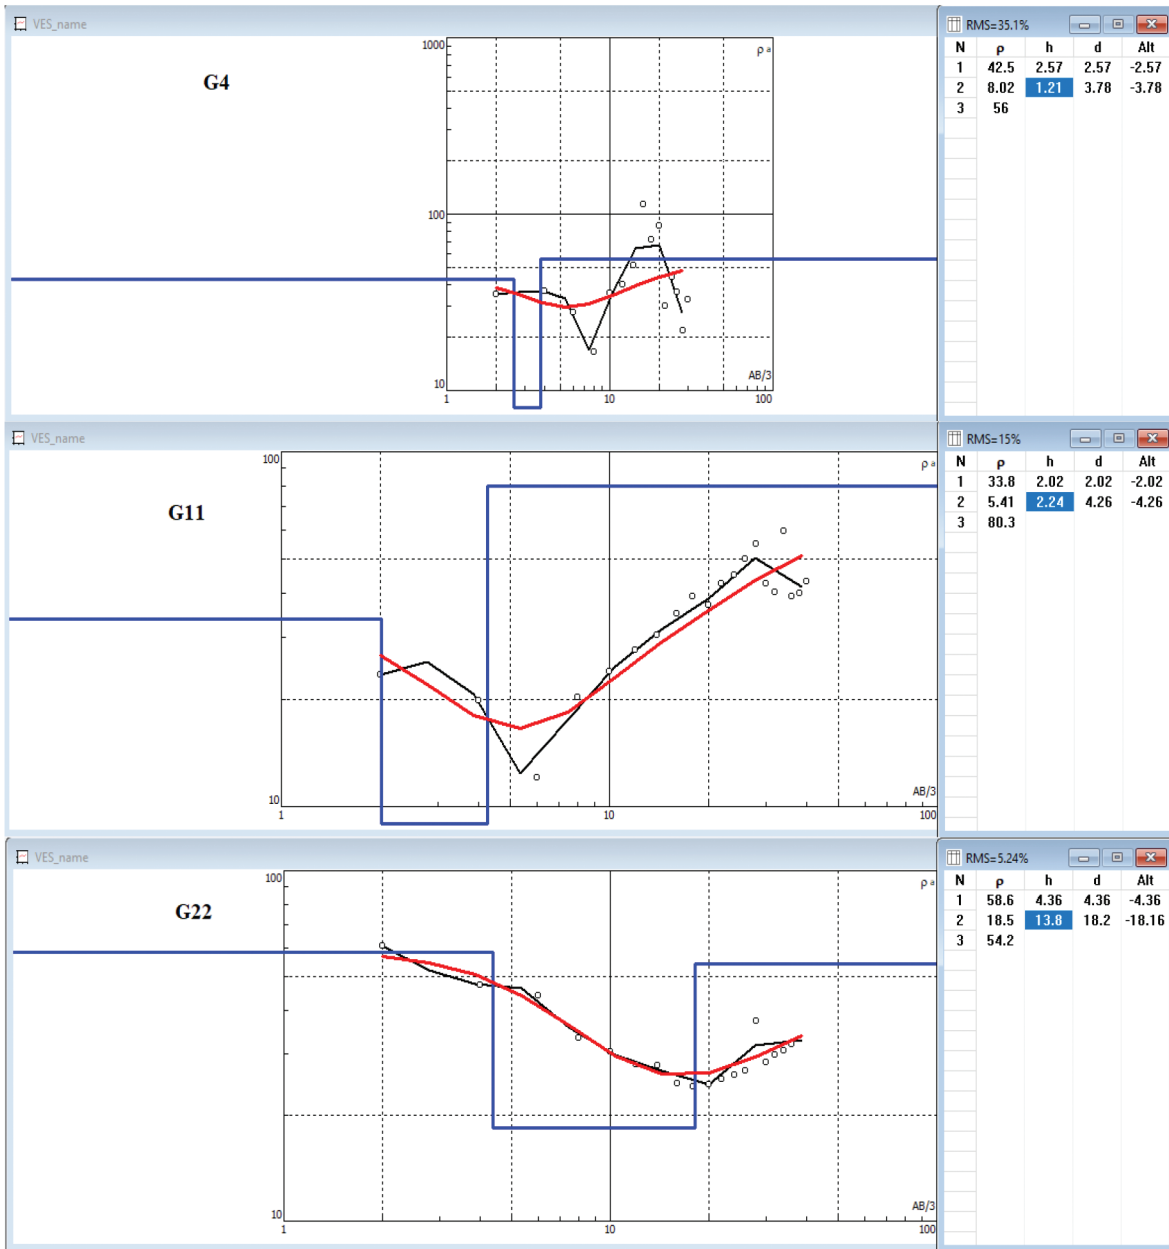 VES_name
G4
1000
100
10
ρ a
AB/3
1 10 100
RMS=35.1%
N ρ h d Alt
1 42.5 2.57 2.57 -2.57
2 8.02 1.21 3.78 -3.78
3 56
VES_name
G11
100
10
ρ a
AB/3
1 10 100
RMS=15%
N ρ h d Alt
1 33.8 2.02 2.02 -2.02
2 5.41 2.24 4.26 -4.26
3 80.3
VES_name
G22
100
10
ρ a
AB/3
1 10 100
RMS=5.24%
N ρ h d Alt
1 58.6 4.36 4.36 -4.36
2 18.5 13.8 18.2 -18.16
3 54.2